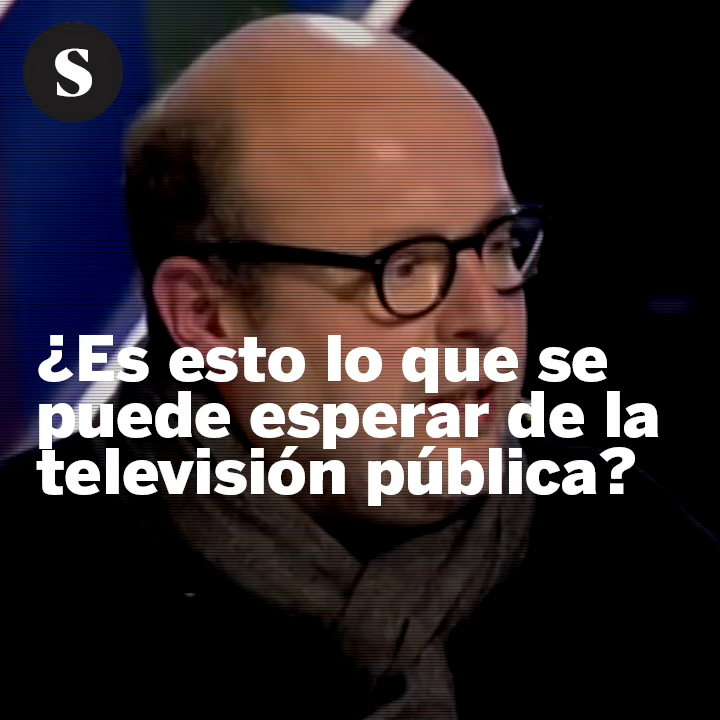 S
¿Es esto lo que se
puede esperar de la
televisión pública?